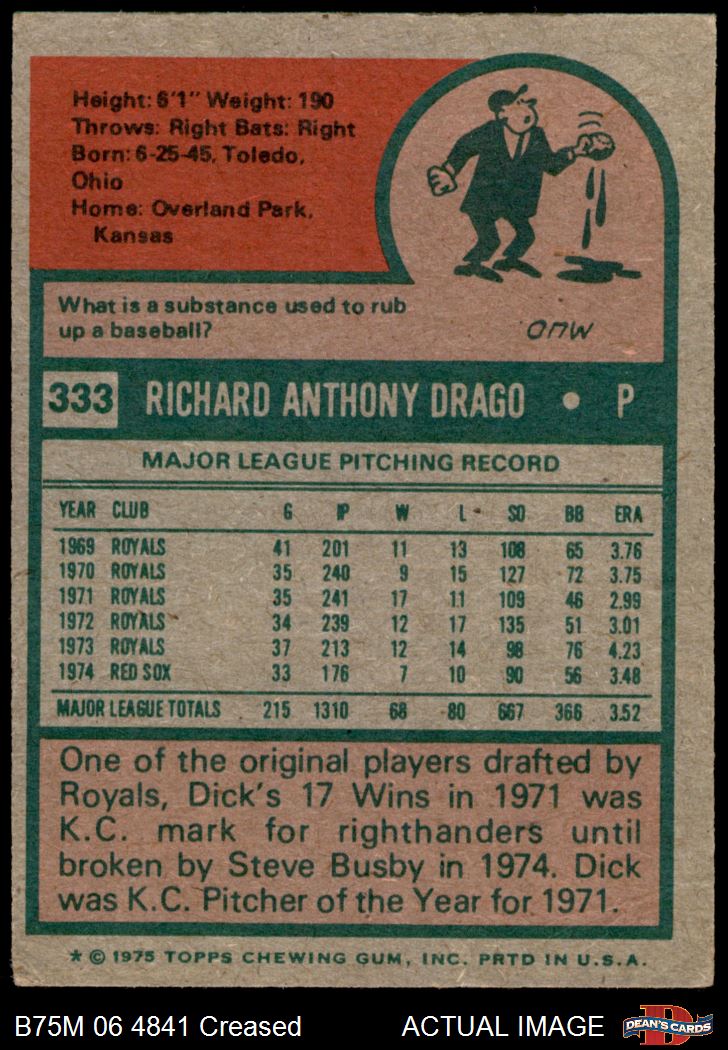 Height: 6'1" Weight: 190
Throws: Right Bats: Right
Born: 6-25-45, Toledo,
Ohio
Home: Overland Park,
Kansas
What is a substance used to rub
up a baseball?
MUD
333 RICHARD ANTHONY DRAGO • P
MAJOR LEAGUE PITCHING RECORD
YEAR CLUB G IP W L SO BB ERA
1969 ROYALS 41 201 11 13 108 65 3.76
1970 ROYALS 35 240 9 15 127 72 3.75
1971 ROYALS 35 241 17 11 109 46 2.99
1972 ROYALS 34 239 12 17 135 51 3.01
1973 ROYALS 37 213 12 14 98 76 4.23
1974 RED SOX 33 176 7 10 90 56 3.48
MAJOR LEAGUE TOTALS 215 1310 68 80 667 366 3.52
One of the original players drafted by
Royals, Dick's 17 Wins in 1971 was
K.C. mark for righthanders until
broken by Steve Busby in 1974. Dick
was K.C. Pitcher of the Year for 1971.
* © 1975 TOPPS CHEWING GUM, INC. PRTD IN U.S.A.
B75M 06 4841 Creased ACTUAL IMAGE
D
DEAN'S CARDS